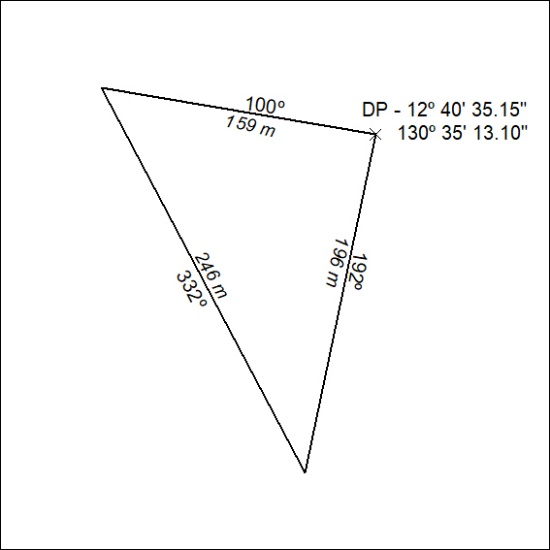 100º
159 m
DP - 12º 40' 35.15"
130º 35' 13.10"
192º
196 m
246 m
332º